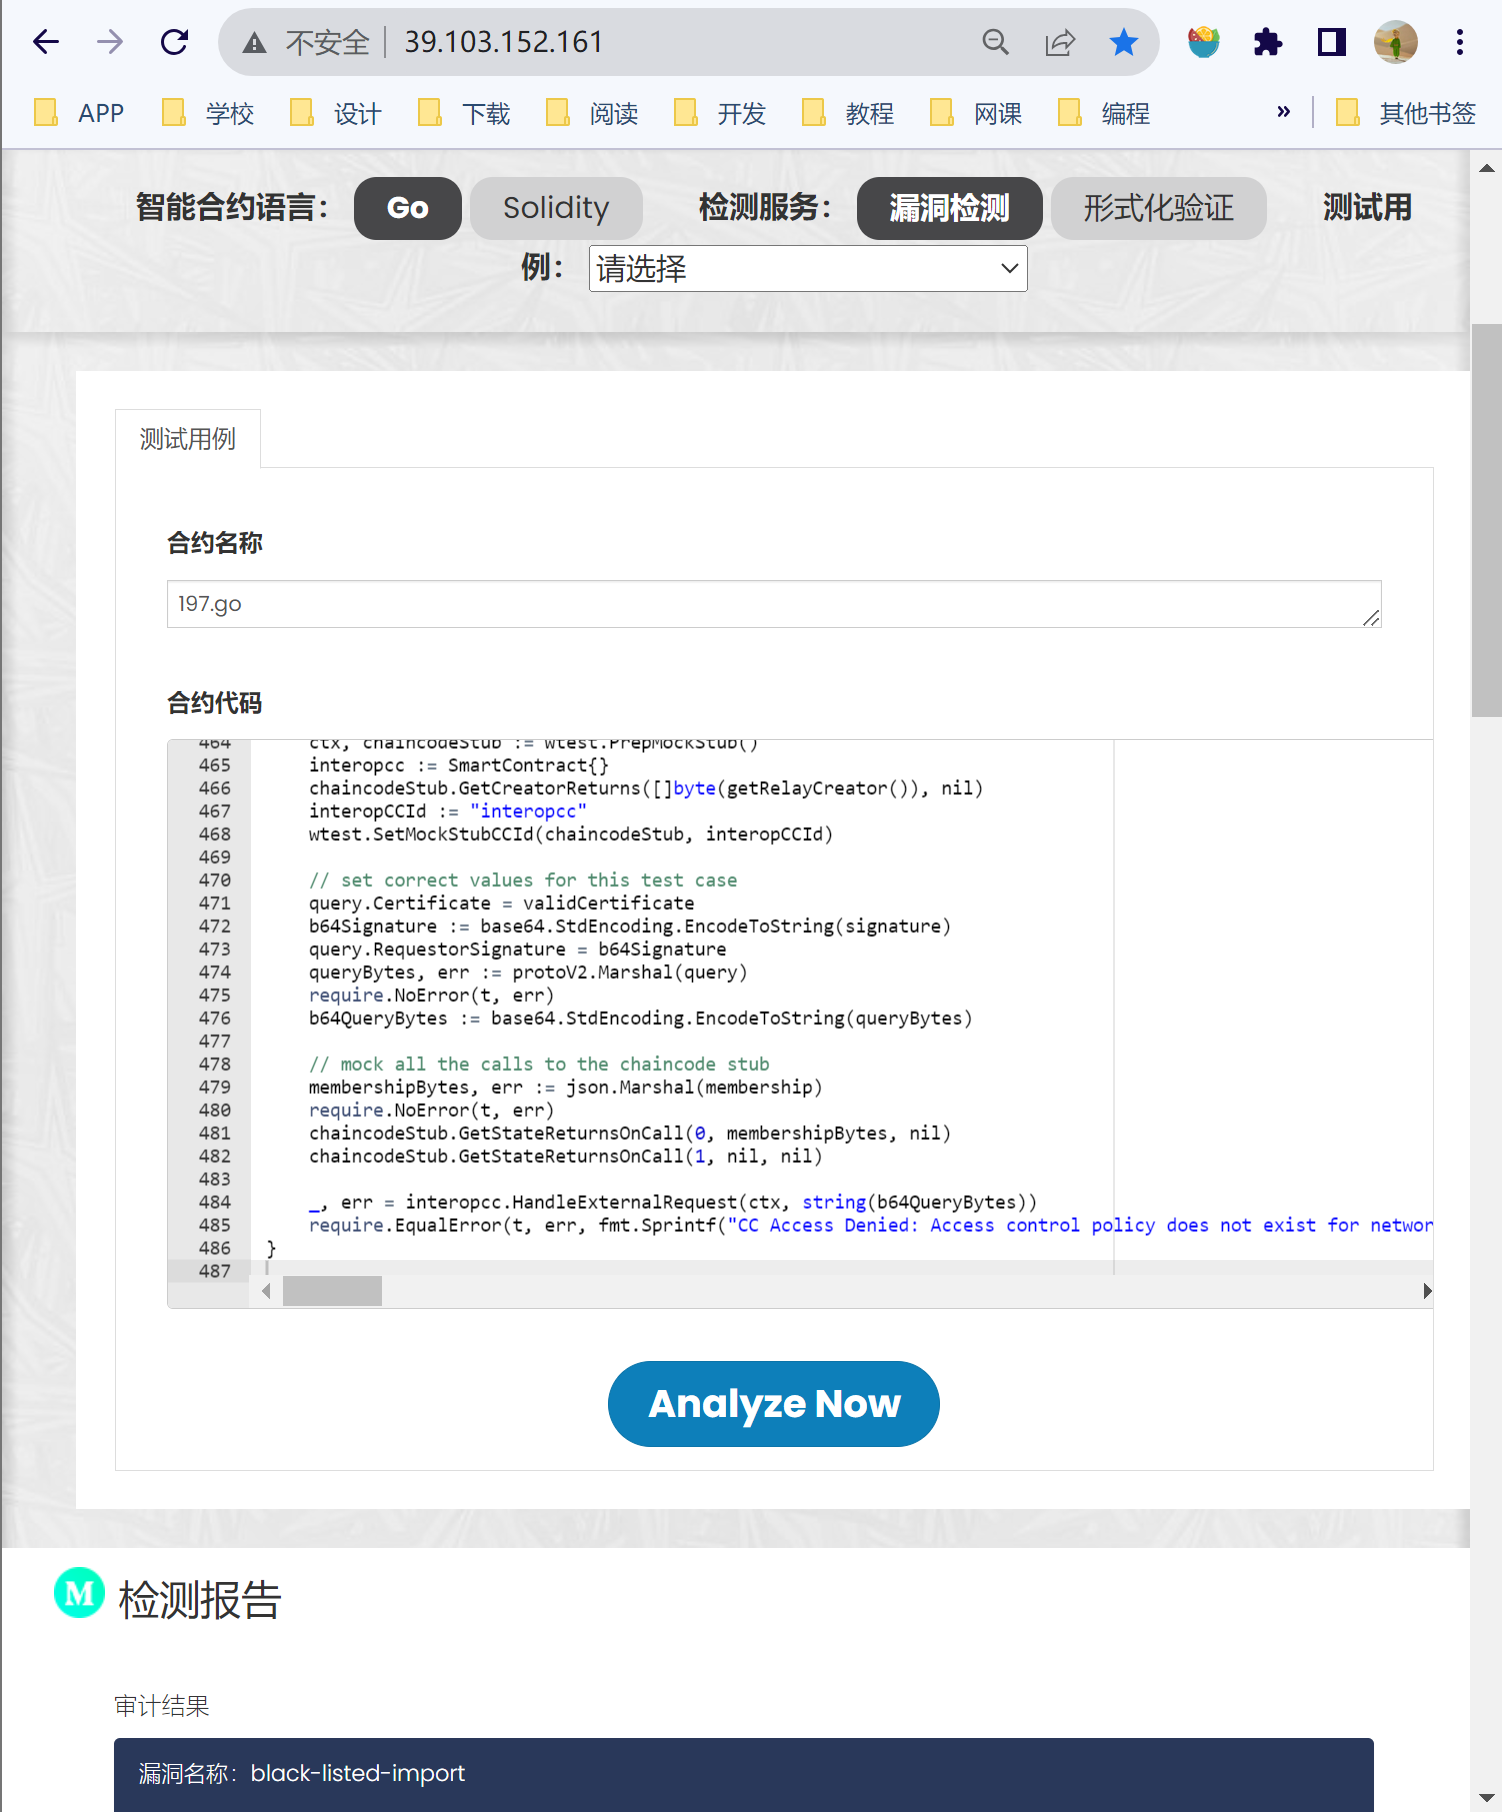 不安全 39.103.152.161
APP 学校 设计 下载 阅读 开发 教程 网课 编程 » 其他书签
智能合约语言： Go Solidity 检测服务： 漏洞检测 形式化验证 测试用
例： 请选择
测试用例
合约名称
197.go
合约代码
464 ctx, chaincodeStub := wtest.PrepMockStub()
465 interopcc := SmartContract{}
466 chaincodeStub.GetCreatorReturns([]byte(getRelayCreator()), nil)
467 interopCCId := "interopcc"
468 wtest.SetMockStubCCId(chaincodeStub, interopCCId)
469
470 // set correct values for this test case
471 query.Certificate = validCertificate
472 b64Signature := base64.StdEncoding.EncodeToString(signature)
473 query.RequestorSignature = b64Signature
474 queryBytes, err := protoV2.Marshal(query)
475 require.NoError(t, err)
476 b64QueryBytes := base64.StdEncoding.EncodeToString(queryBytes)
477
478 // mock all the calls to the chaincode stub
479 membershipBytes, err := json.Marshal(membership)
480 require.NoError(t, err)
481 chaincodeStub.GetStateReturnsOnCall(0, membershipBytes, nil)
482 chaincodeStub.GetStateReturnsOnCall(1, nil, nil)
483
484 _, err = interopcc.HandleExternalRequest(ctx, string(b64QueryBytes))
485 require.EqualError(t, err, fmt.Sprintf("CC Access Denied: Access control policy does not exist for networ
486 }
487
Analyze Now
M 检测报告
审计结果
漏洞名称：black-listed-import